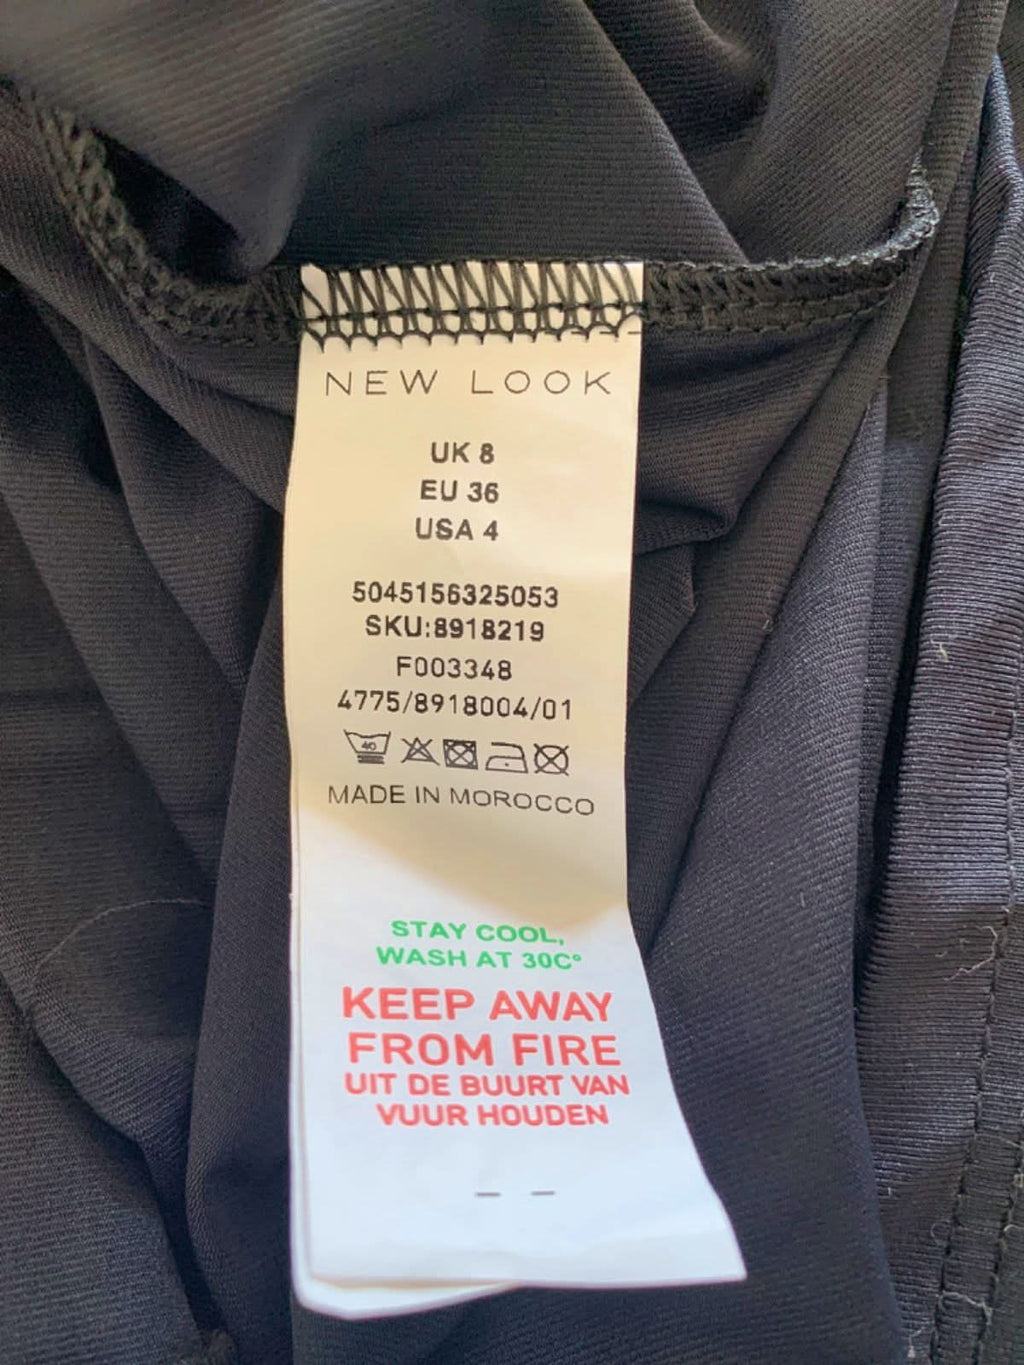 NEW LOOK
UK 8
EU 36
USA 4
5045156325053
SKU:8918219
F003348
4775/8918004/01
40
MADE IN MOROCCO
STAY COOL,
WASH AT 30C°
KEEP AWAY
FROM FIRE
UIT DE BUURT VAN
VUUR HOUDEN